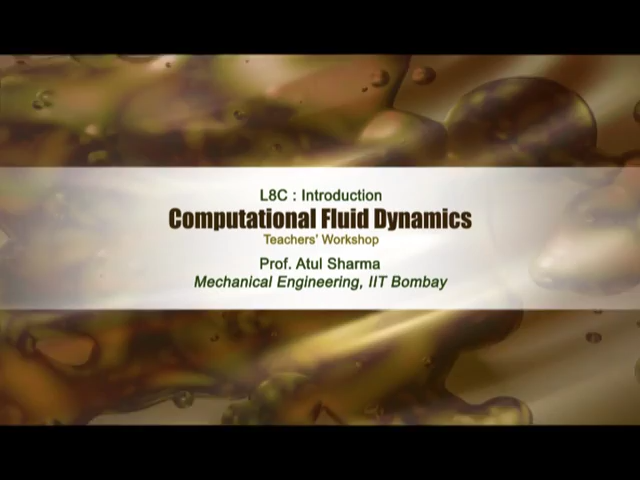 L8C : Introduction
Computational Fluid Dynamics
Teachers' Workshop
Prof. Atul Sharma
Mechanical Engineering, IIT Bombay